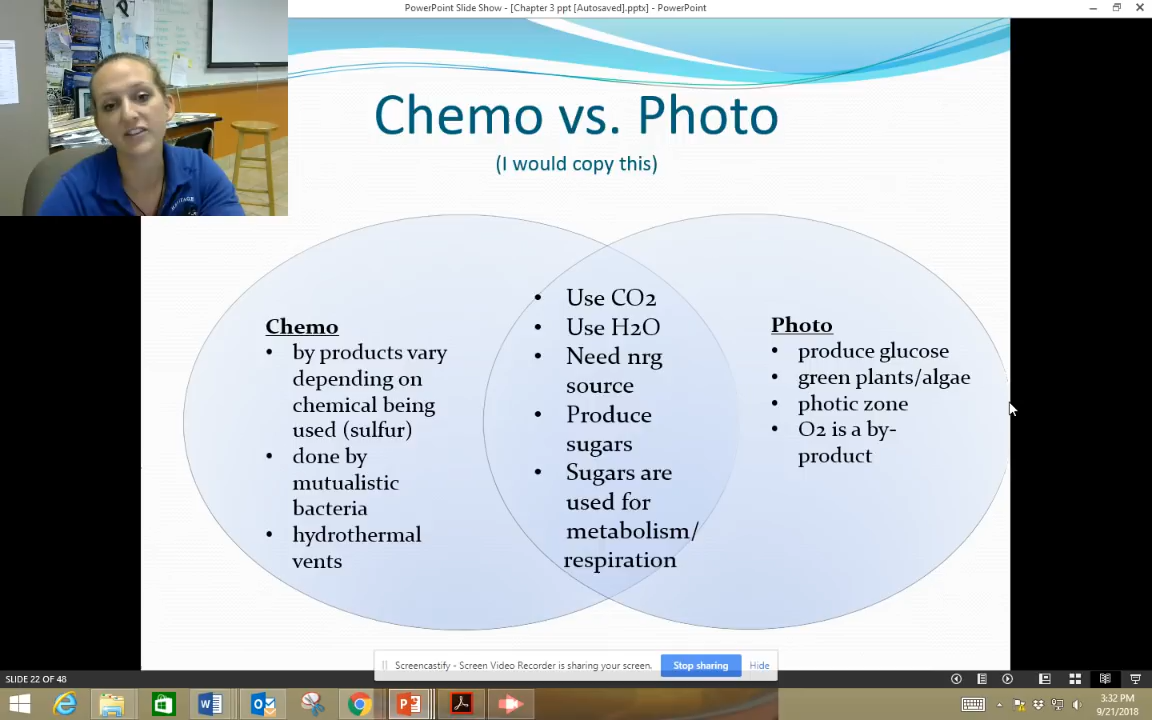 PowerPoint Slide Show - [Chapter 3 ppt [Autosaved].pptx] - PowerPoint
Chemo vs. Photo
(I would copy this)
Chemo
• by products vary
depending on
chemical being
used (sulfur)
• done by
mutualistic
bacteria
• hydrothermal
vents
• Use CO2
• Use H2O
• Need nrg
source
• Produce
sugars
• Sugars are
used for
metabolism/
respiration
Photo
• produce glucose
• green plants/algae
• photic zone
• O2 is a by-
product
Screencastify - Screen Video Recorder is sharing your screen.
Stop sharing
Hide
SLIDE 22 OF 48
3:32 PM
9/21/2018